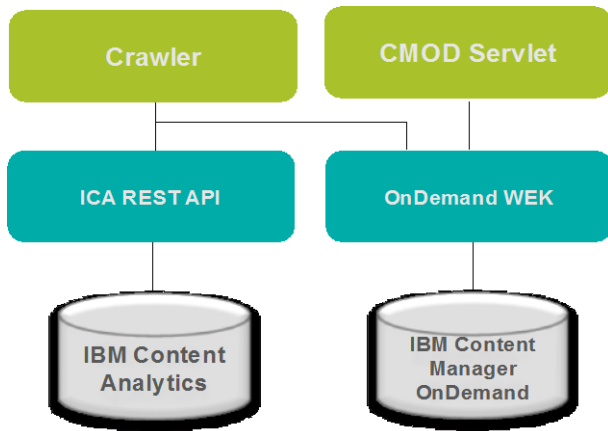 Crawler
CMOD Servlet
ICA REST API
OnDemand WEK
IBM Content
Analytics
IBM Content
Manager
OnDemand